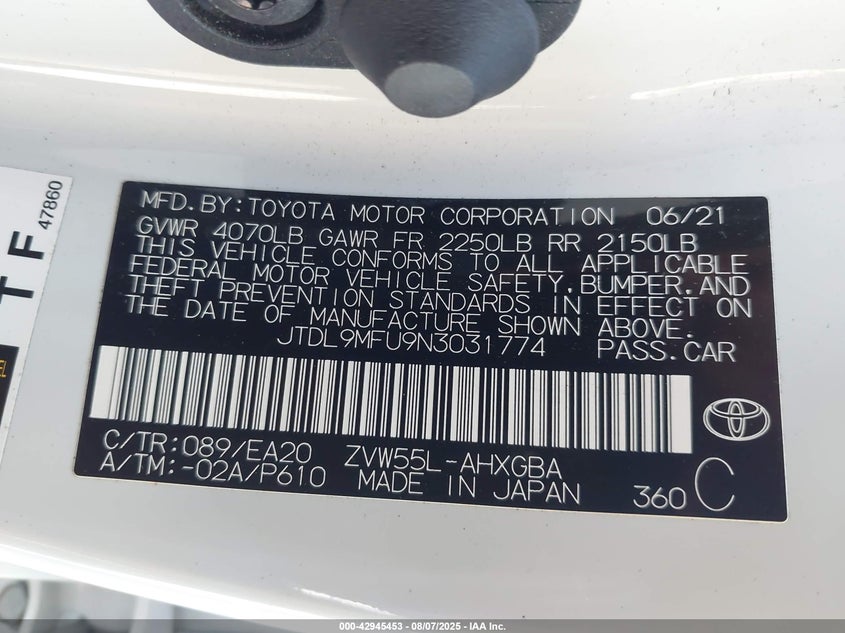 MFD.BY:TOYOTA MOTOR CORPORATION 06/21
GVWR 4070LB GAWR FR 2250LB RR 2150LB
THIS VEHICLE CONFORMS TO ALL APPLICABLE
FEDERAL MOTOR VEHICLE SAFETY,BUMPER,AND
THEFT PREVENTION STANDARDS IN EFFECT ON
THE DATE OF MANUFACTURE SHOWN ABOVE.
JTDL9MFU9N3031774 PASS.CAR
C/TR:089/EA20 ZVW55L-AHXGBA
A/TM:-02A/P610 MADE IN JAPAN 360 C
47860
T F
000-42945453 - 08/07/2025 - IAA Inc.